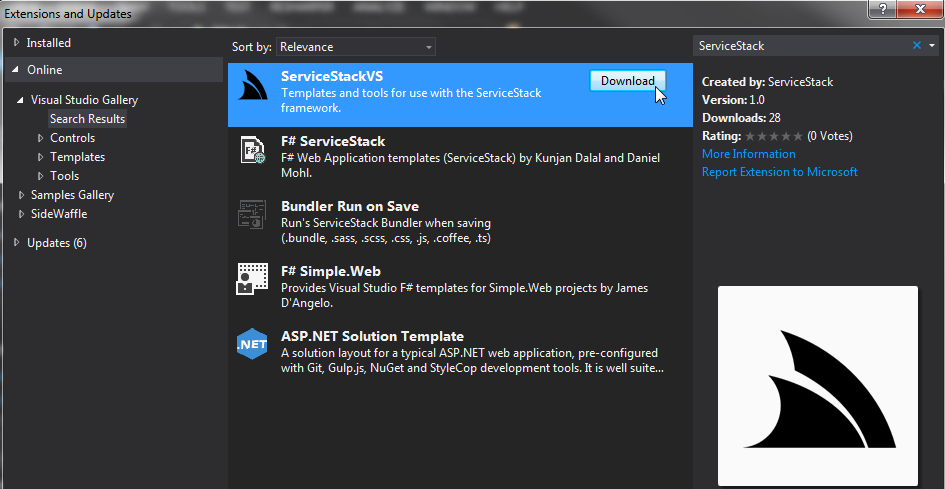 Extensions and Updates
?
Installed
Online
Visual Studio Gallery
Search Results
Controls
Templates
Tools
Samples Gallery
SideWaffle
Updates (6)
Sort by: Relevance
ServiceStackVS
Download
Templates and tools for use with the ServiceStack
framework.
F# ServiceStack
F# Web Application templates (ServiceStack) by Kunjan Dalal and Daniel
Mohl.
Bundler Run on Save
Run's ServiceStack Bundler when saving
(.bundle, .sass, .scss, .css, .js, .coffee, .ts)
F# Simple.Web
Provides Visual Studio F# templates for Simple.Web projects by James
D'Angelo.
.NET
ASP.NET Solution Template
A solution layout for a typical ASP.NET web application, pre-configured
with Git, Gulp.js, NuGet and StyleCop development tools. It is well suite...
ServiceStack
Created by: ServiceStack
Version: 1.0
Downloads: 28
Rating: (0 Votes)
More Information
Report Extension to Microsoft